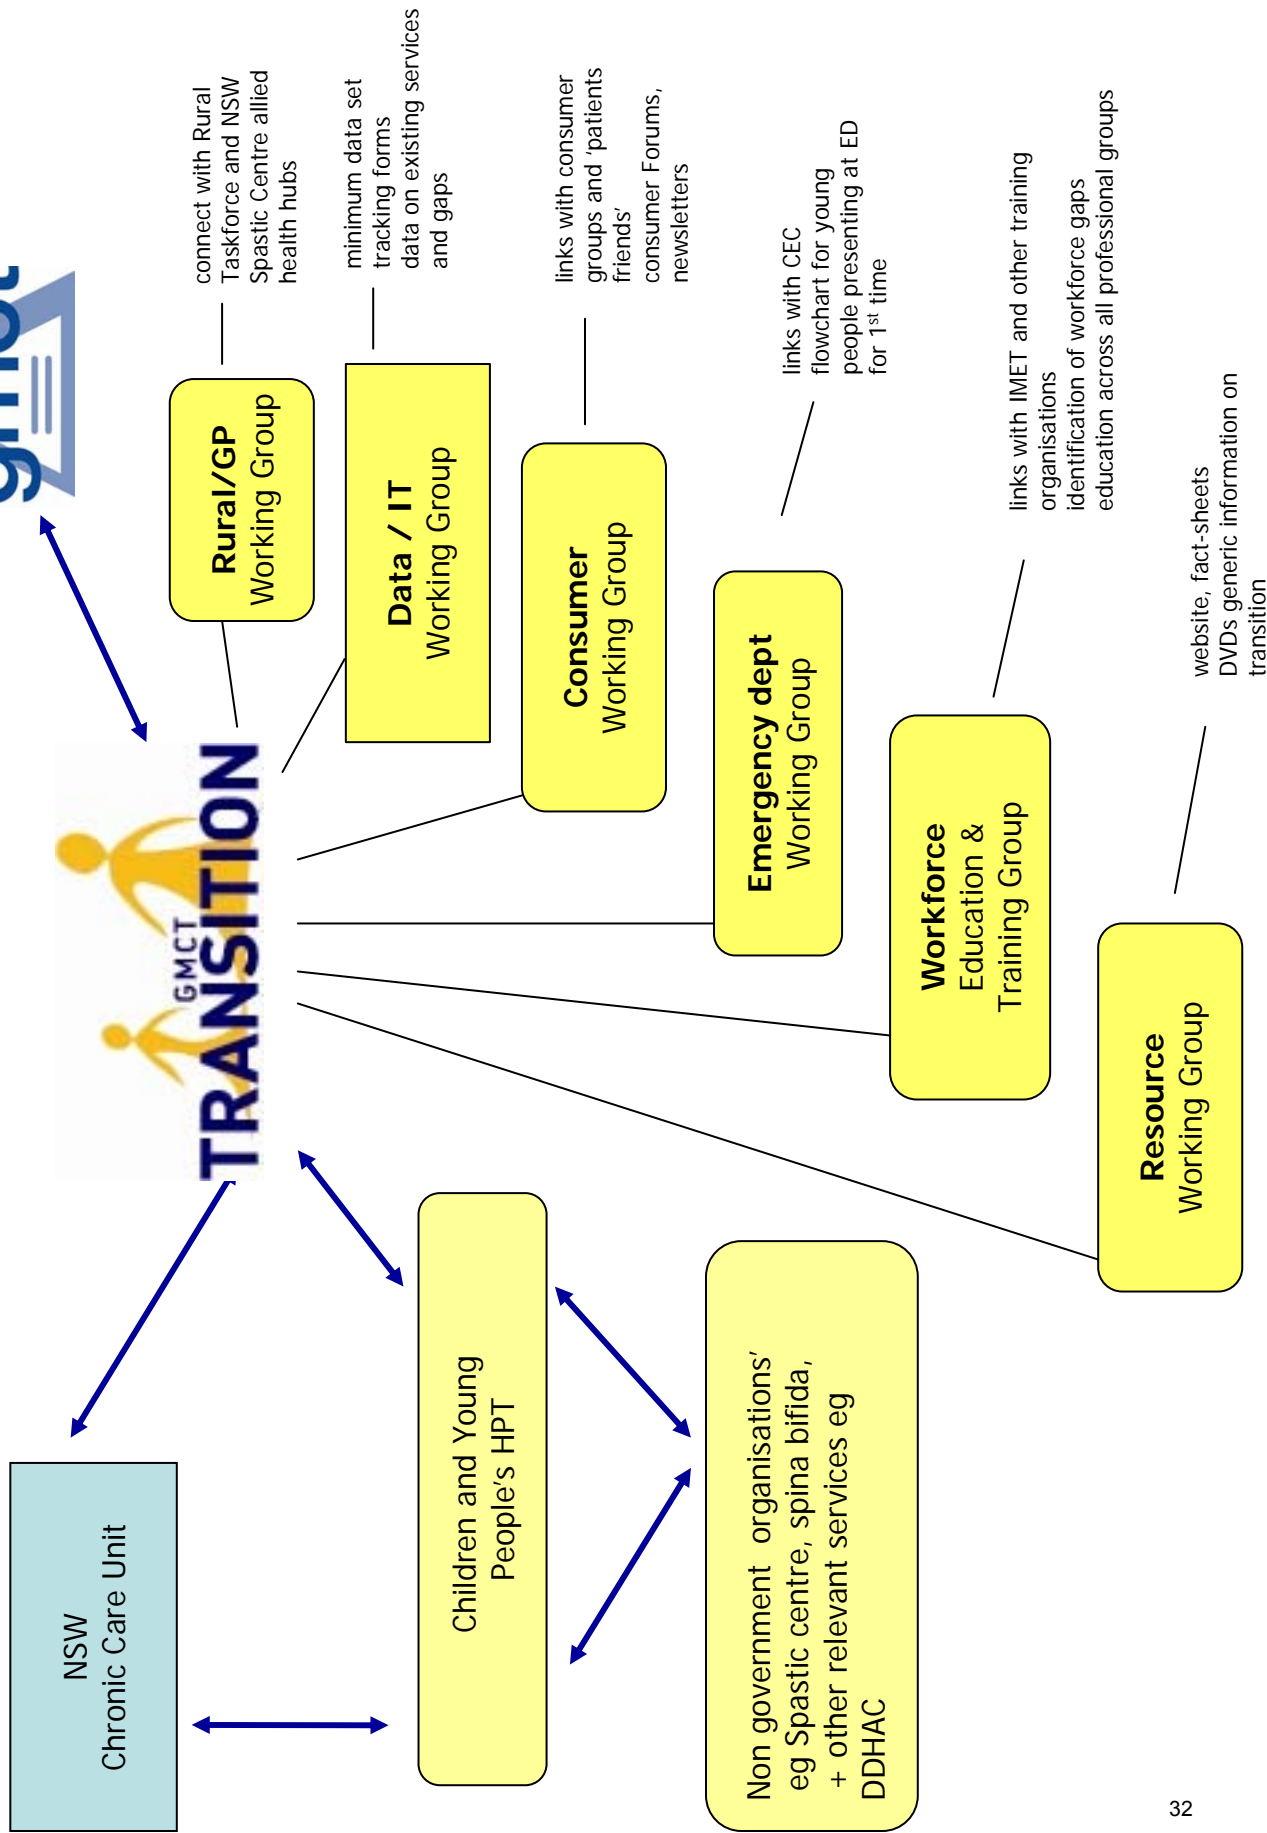 gmct
GMCT
TRANSITION
NSW
Chronic Care Unit
Children and Young
People's HPT
Non government organisations'
eg Spastic centre, spina bifida,
+ other relevant services eg
DDHAC
Rural/GP
Working Group
connect with Rural
Taskforce and NSW
Spastic Centre allied
health hubs
Data / IT
Working Group
minimum data set
tracking forms
data on existing services
and gaps
Consumer
Working Group
links with consumer
groups and 'patients
friends'
consumer Forums,
newsletters
Emergency dept
Working Group
links with CEC
flowchart for young
people presenting at ED
for 1st time
Workforce
Education &
Training Group
links with IMET and other training
organisations
identification of workforce gaps
education across all professional groups
Resource
Working Group
website, fact-sheets
DVDs generic information on
transition
32